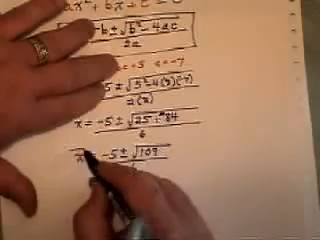 ax² + bx + c = 0
-b ± √b² - 4ac
2a
c = -7
5 ± √5² - 4(3)(-7)
2(3)
x = -5 ± √25 + 84
6
x = -5 ± √109